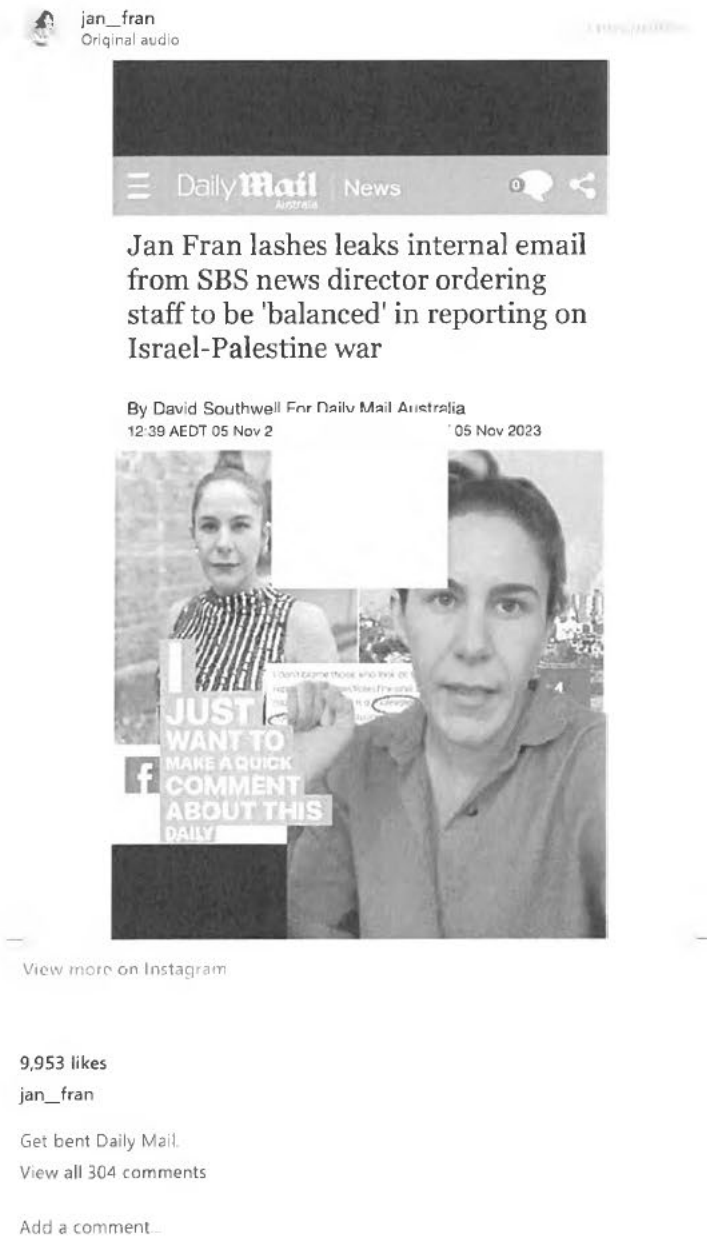 jan__fran
Original audio
Daily Mail
Australia
News
0
Jan Fran lashes leaks internal email
from SBS news director ordering
staff to be 'balanced' in reporting on
Israel-Palestine war
By David Southwell For Daily Mail Australia
12:39 AEDT 05 Nov 2
05 Nov 2023
I
JUST
WANT TO
MAKE A QUICK
COMMENT
ABOUT THIS
DAILY
f
4
View more on Instagram
9,953 likes
jan__fran
Get bent Daily Mail.
View all 304 comments
Add a comment...